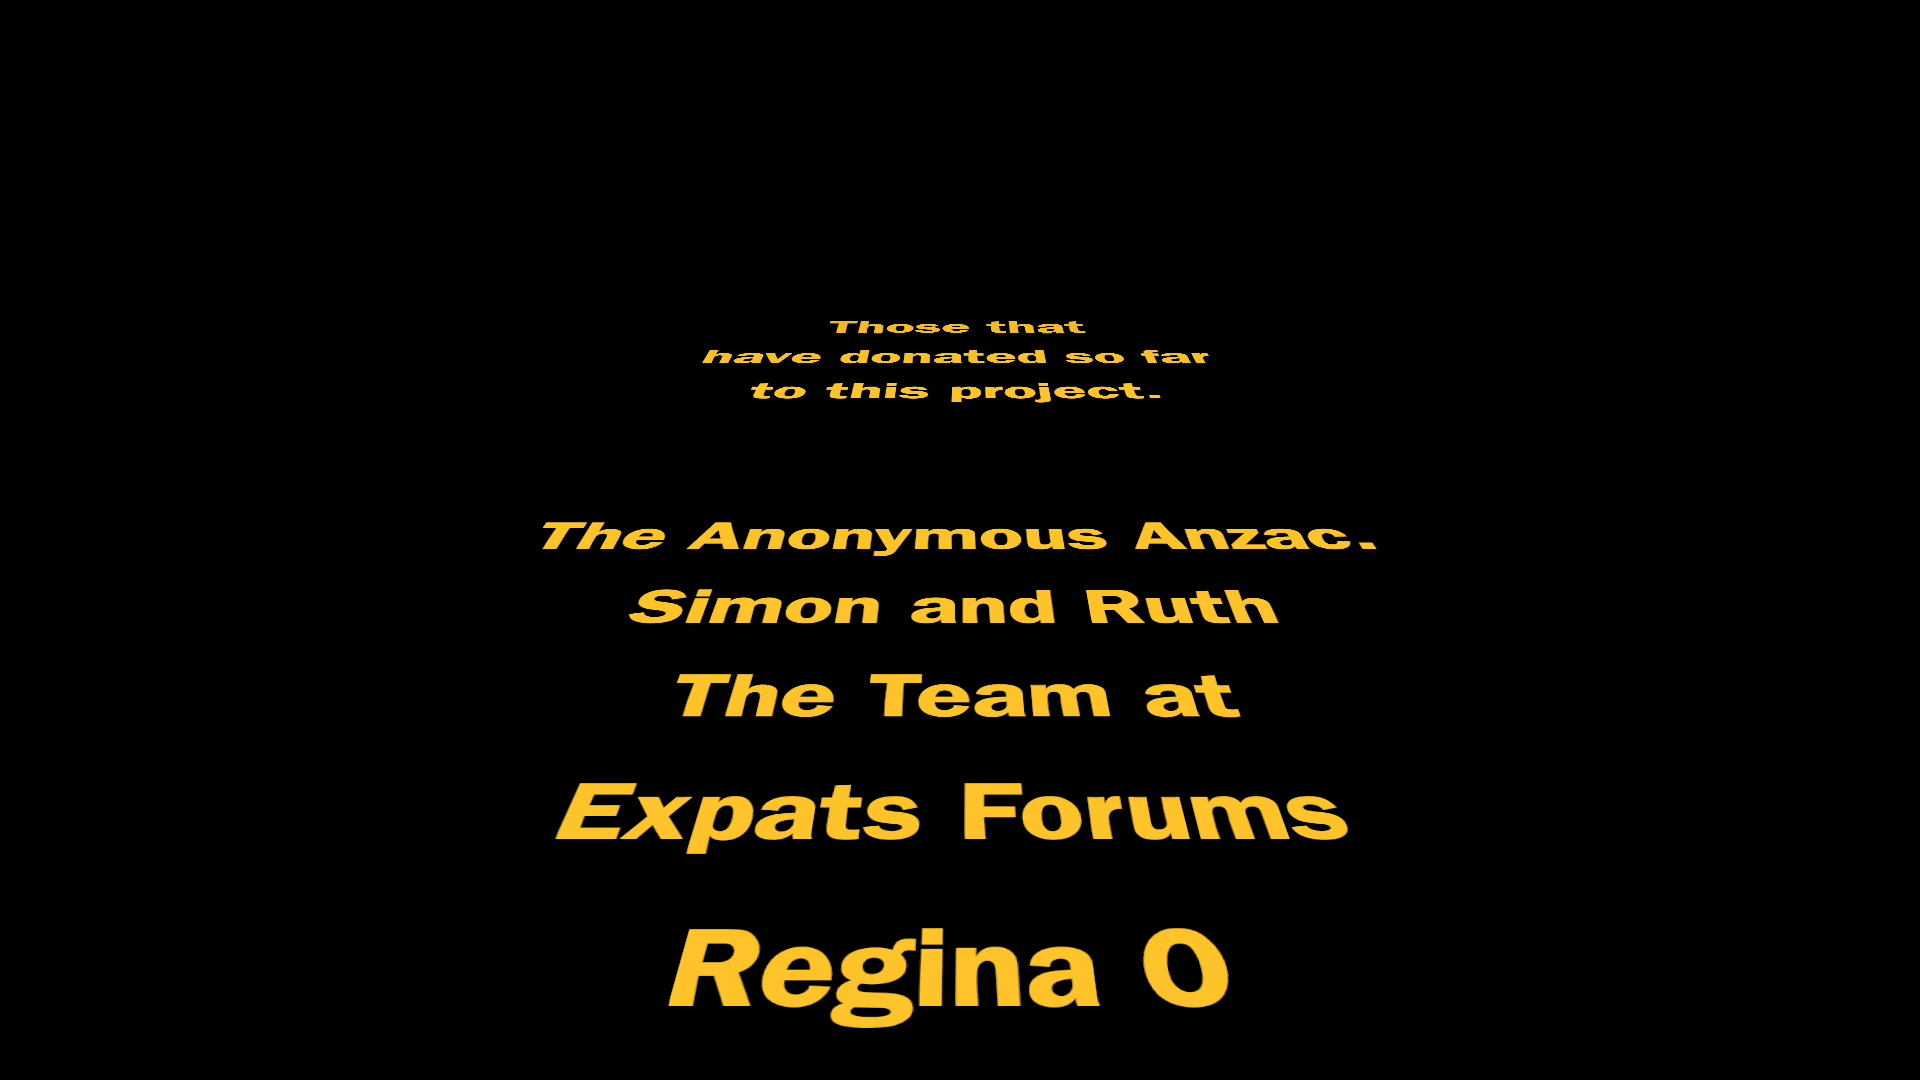 Those that
have donated so far
to this project.
The Anonymous Anzac.
Simon and Ruth
The Team at
Expats Forums
Regina O